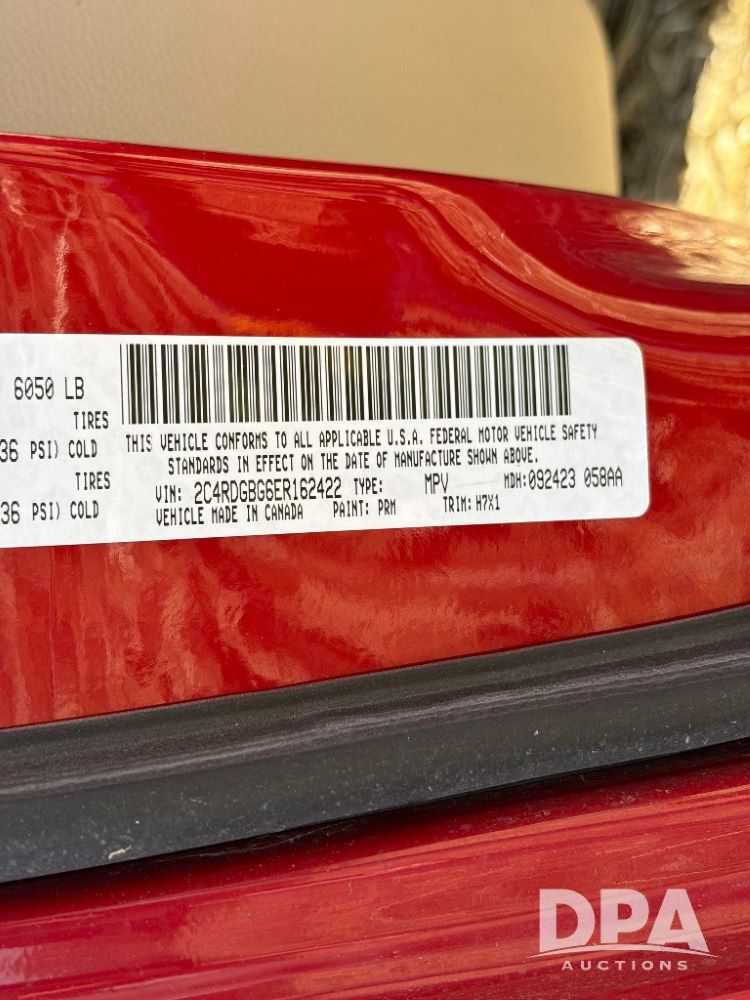 6050 LB
TIRES
36 PSI) COLD
TIRES
36 PSI) COLD
THIS VEHICLE CONFORMS TO ALL APPLICABLE U.S.A. FEDERAL MOTOR VEHICLE SAFETY
STANDARDS IN EFFECT ON THE DATE OF MANUFACTURE SHOWN ABOVE.
VIN: 2C4RDGBG6ER162422 TYPE: MPV MDH: 092423 058AA
VEHICLE MADE IN CANADA PAINT: PRM TRIM: H7X1
DPA
AUCTIONS